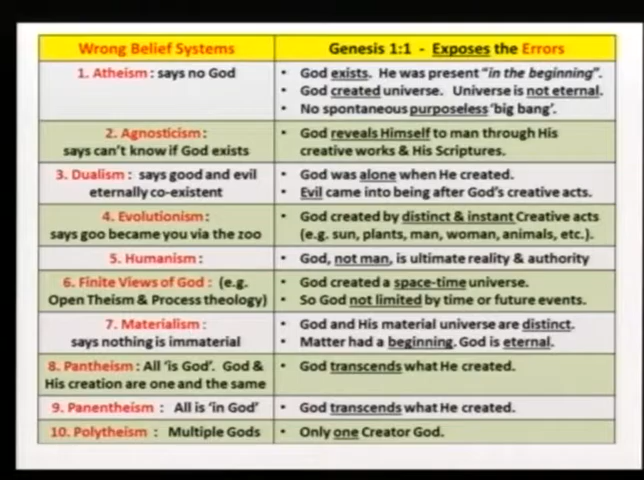 Wrong Belief Systems
Genesis 1:1 - Exposes the Errors
1. Atheism : says no God
• God exists. He was present "in the beginning".
• God created universe. Universe is not eternal.
• No spontaneous purposeless 'big bang'.
2. Agnosticism :
says can't know if God exists
• God reveals Himself to man through His
creative works & His Scriptures.
3. Dualism : says good and evil
eternally co-existent
• God was alone when He created.
• Evil came into being after God's creative acts.
4. Evolutionism :
says goo became you via the zoo
• God created by distinct & instant Creative acts
(e.g. sun, plants, man, woman, animals, etc.).
5. Humanism :
• God, not man, is ultimate reality & authority
6. Finite Views of God : (e.g.
Open Theism & Process theology)
• God created a space-time universe.
• So God not limited by time or future events.
7. Materialism :
says nothing is immaterial
• God and His material universe are distinct.
• Matter had a beginning. God is eternal.
8. Pantheism : All 'is God'. God &
His creation are one and the same
• God transcends what He created.
9. Panentheism : All is 'in God'
• God transcends what He created.
10. Polytheism : Multiple Gods
• Only one Creator God.